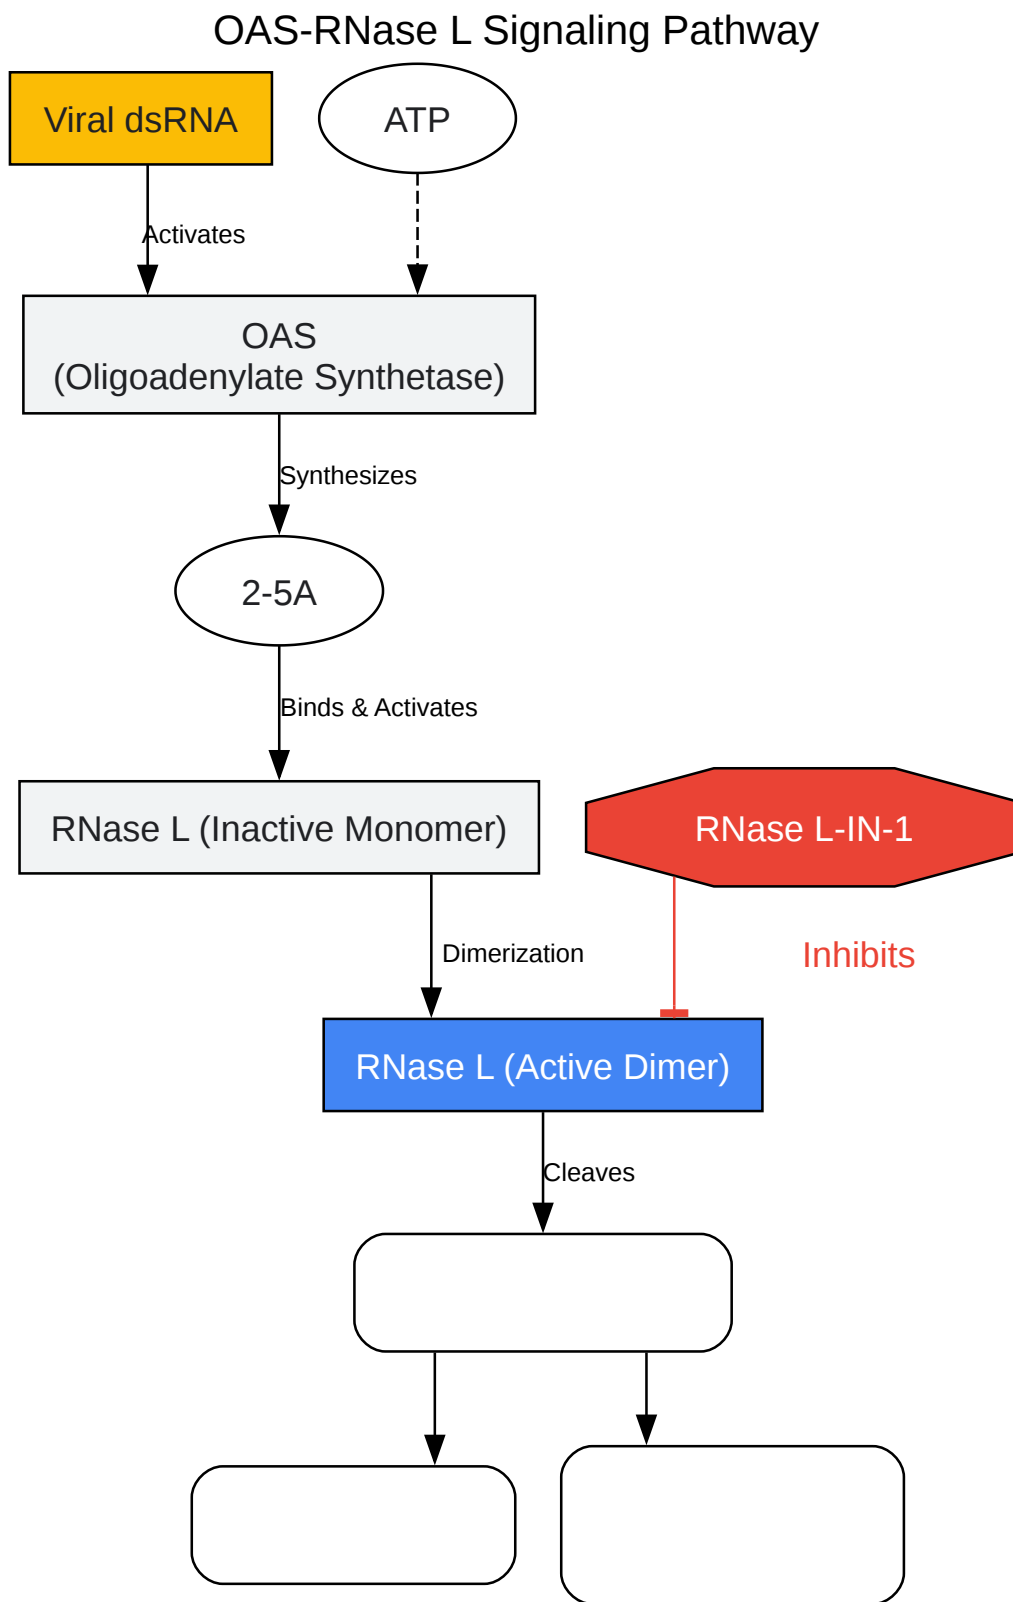 OAS-RNase L Signaling Pathway
Viral dsRNA
ATP
Activates
OAS
(Oligoadenylate Synthetase)
Synthesizes
2-5A
Binds & Activates
RNase L (Inactive Monomer)
RNase L-IN-1
Dimerization
Inhibits
RNase L (Active Dimer)
Cleaves